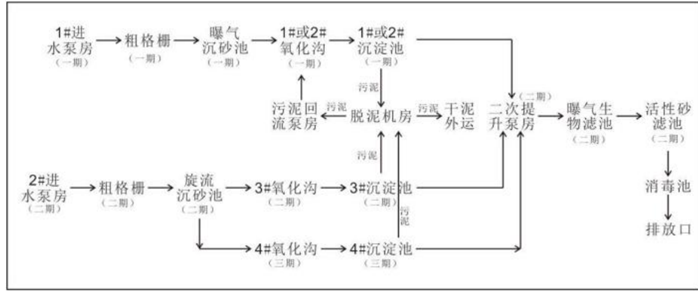 1#进
水泵房
（一期）
粗格栅
（一期）
曝气
沉砂池
（一期）
1#或2#
氧化沟
（一期）
1#或2#
沉淀池
（一期）
污泥
污泥回
流泵房
污泥
脱泥机房
污泥
干泥
外运
（二期）
二次提
升泵房
曝气生
物滤池
（二期）
活性砂
滤池
（二期）
污泥
2#进
水泵房
（二期）
粗格栅
（二期）
旋流
沉砂池
（二期）
3#氧化沟
（二期）
3#沉淀池
（二期）
污泥
消毒池
排放口
4#氧化沟
（三期）
4#沉淀池
（三期）